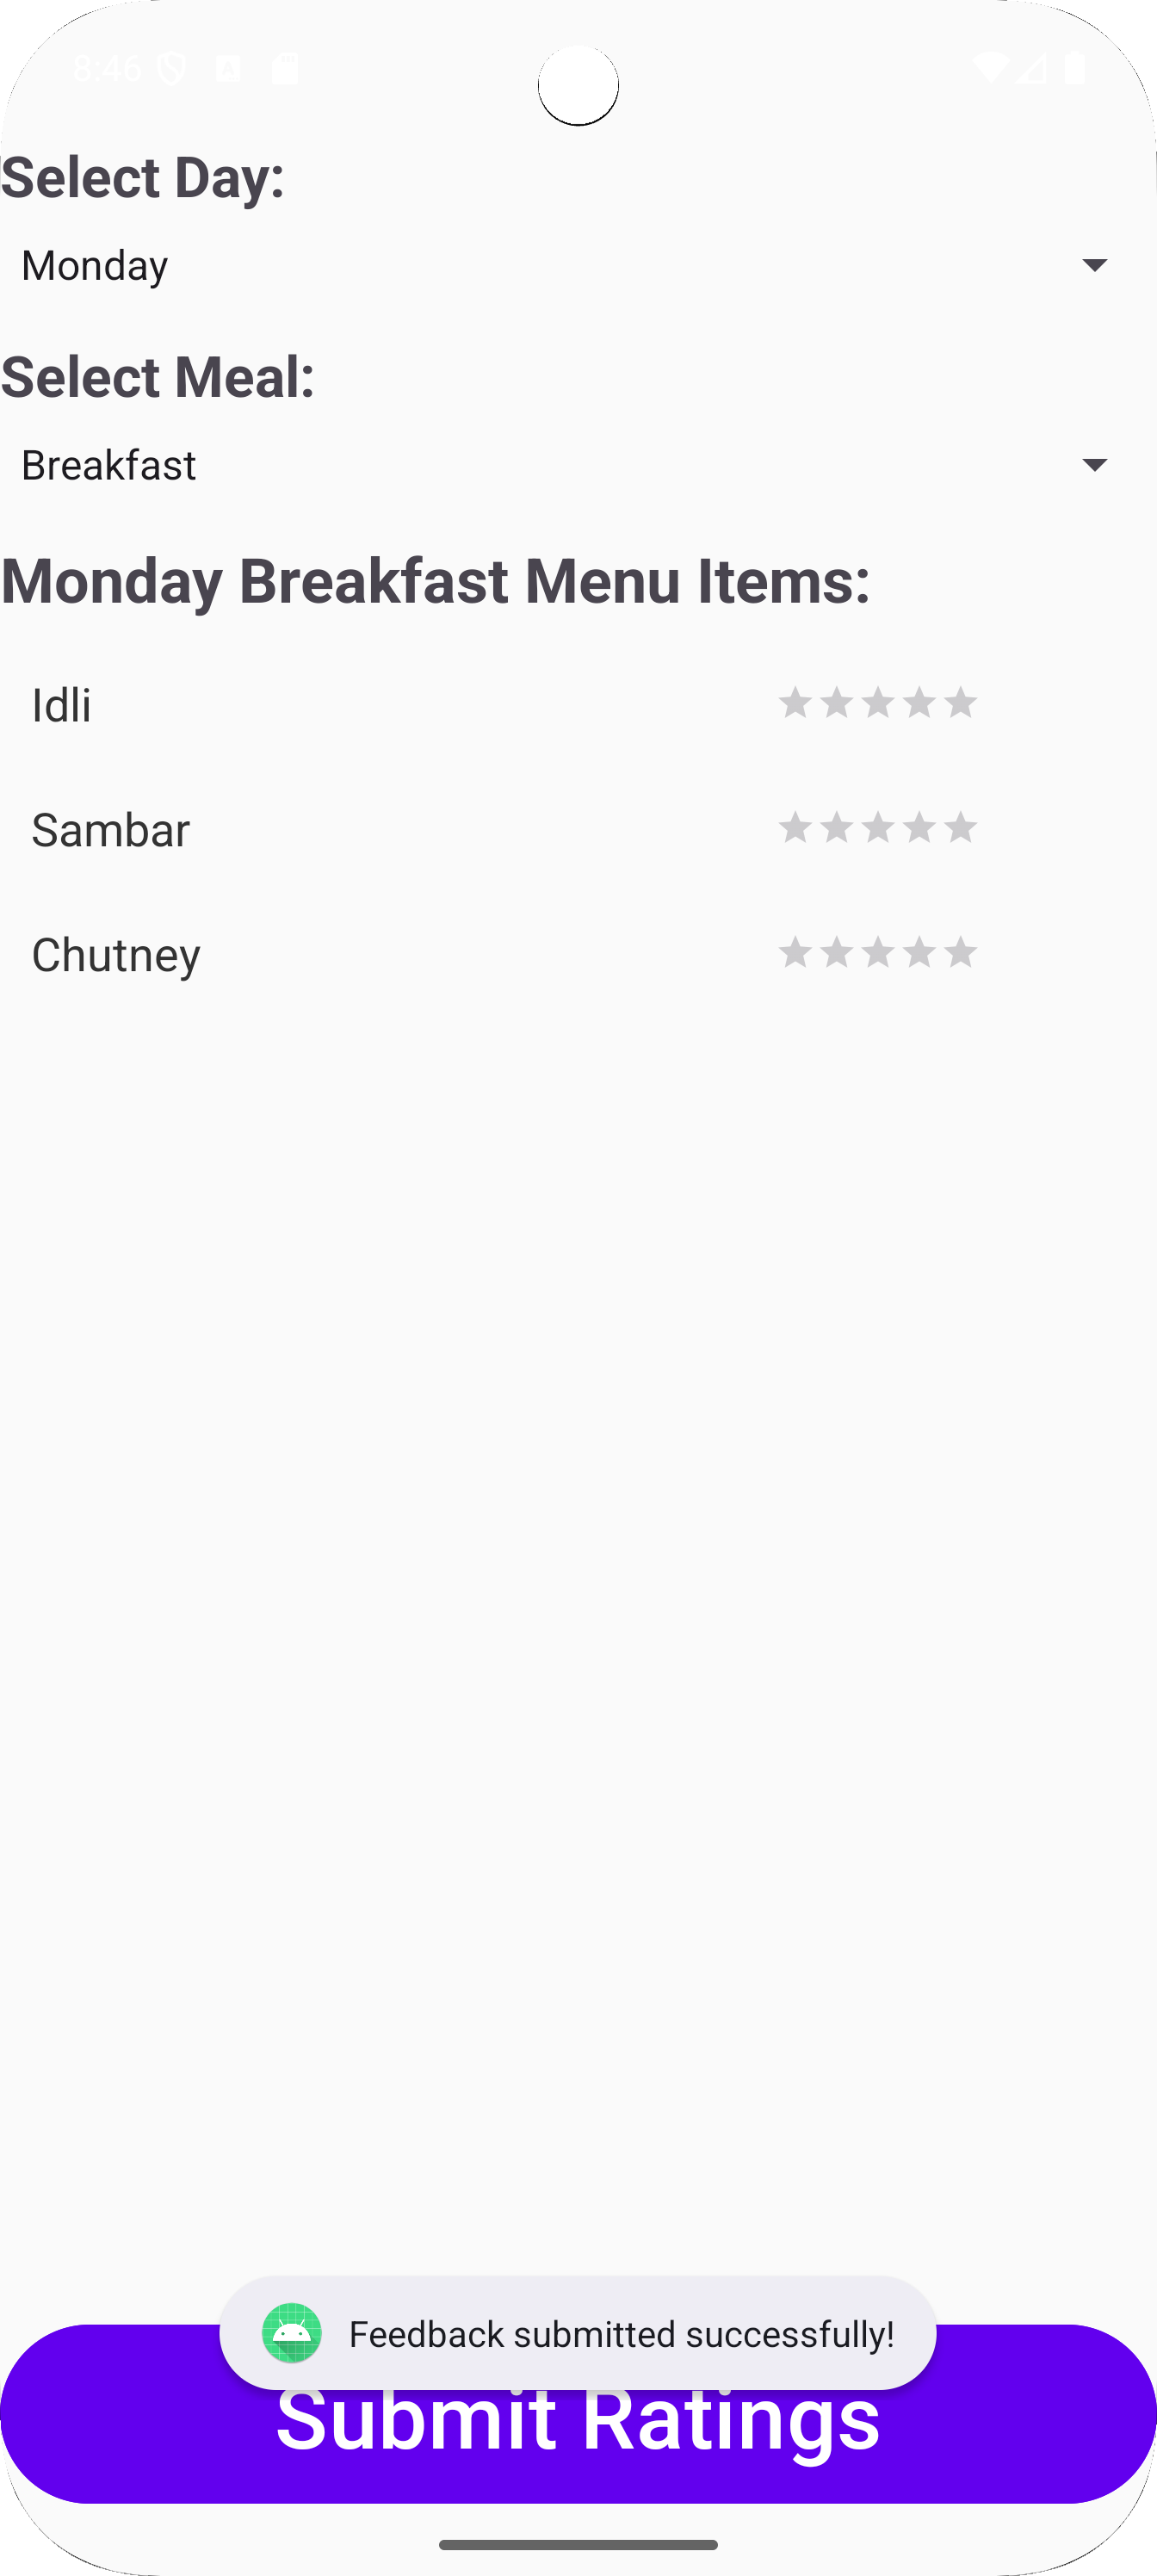 8:46
Select Day:
Monday
Select Meal:
Breakfast
Monday Breakfast Menu Items:
Idli
Sambar
Chutney
Feedback submitted successfully!
Submit Ratings